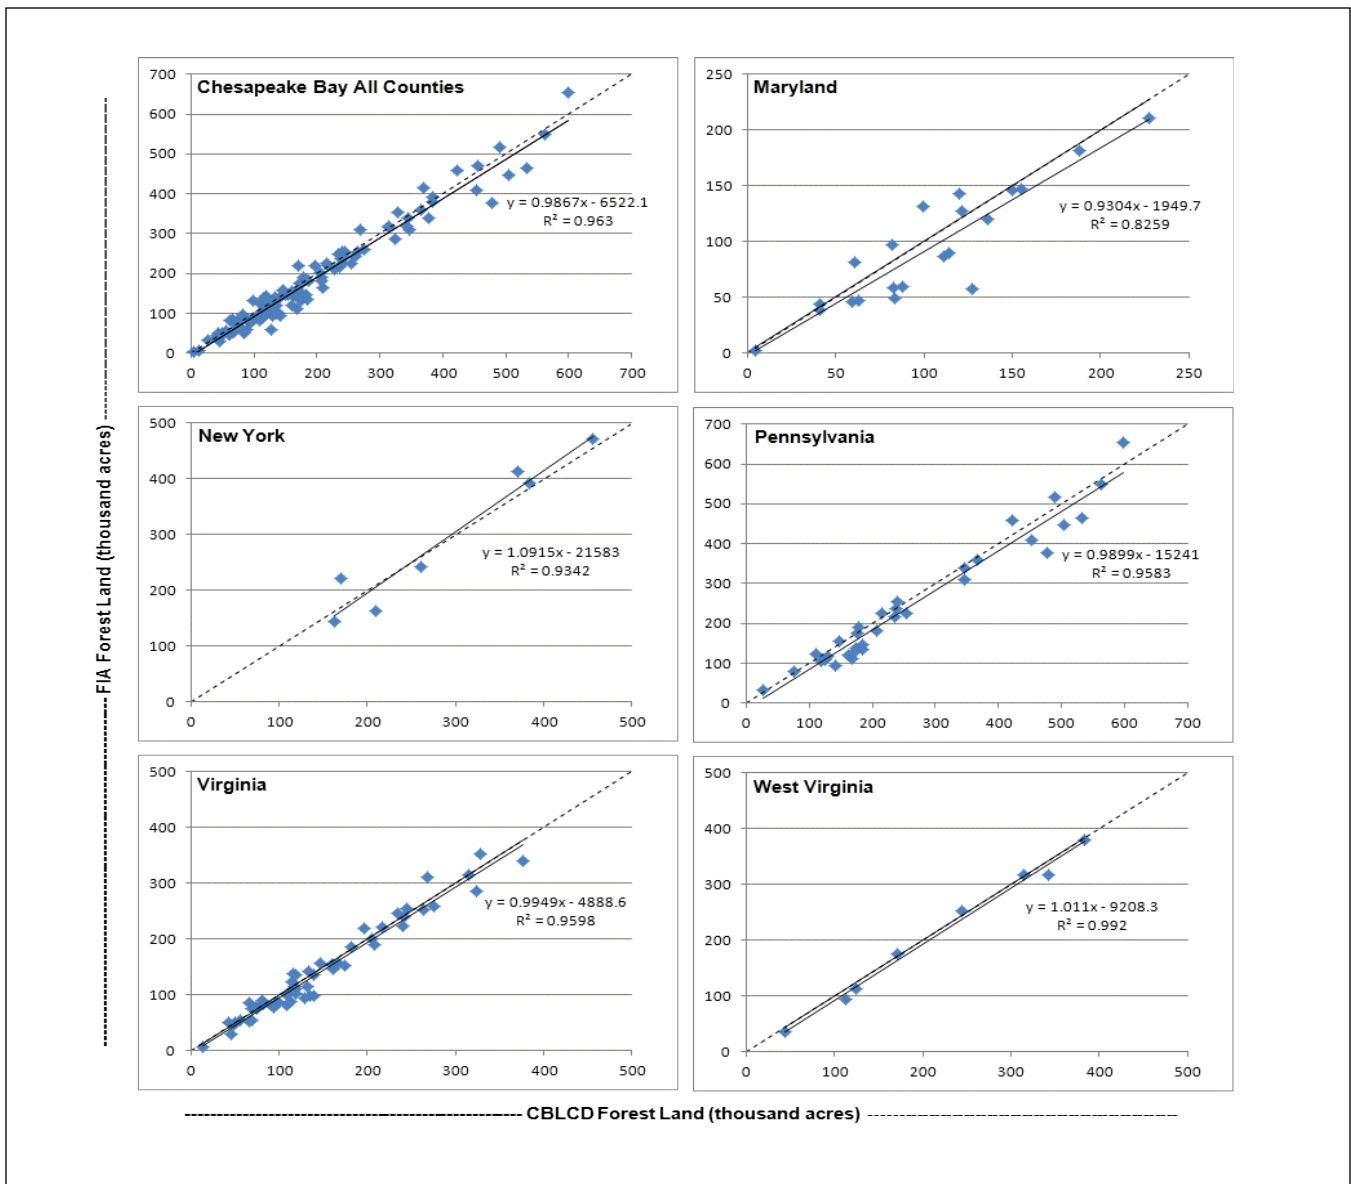 FIA Forest Land (thousand acres)
Chesapeake Bay All Counties
700
600
500
400
300
200
100
0
y = 0.9867x - 6522.1
R² = 0.963
0 100 200 300 400 500 600 700
Maryland
250
200
150
100
50
0
y = 0.9304x - 1949.7
R² = 0.8259
0 50 100 150 200 250
New York
500
400
300
200
100
0
y = 1.0915x - 21583
R² = 0.9342
0 100 200 300 400 500
Pennsylvania
700
600
500
400
300
200
100
0
y = 0.9899x - 15241
R² = 0.9583
0 100 200 300 400 500 600 700
Virginia
500
400
300
200
100
0
y = 0.9949x - 4888.6
R² = 0.9598
0 100 200 300 400 500
West Virginia
500
400
300
200
100
0
y = 1.011x - 9208.3
R² = 0.992
0 100 200 300 400 500
CBLCD Forest Land (thousand acres)